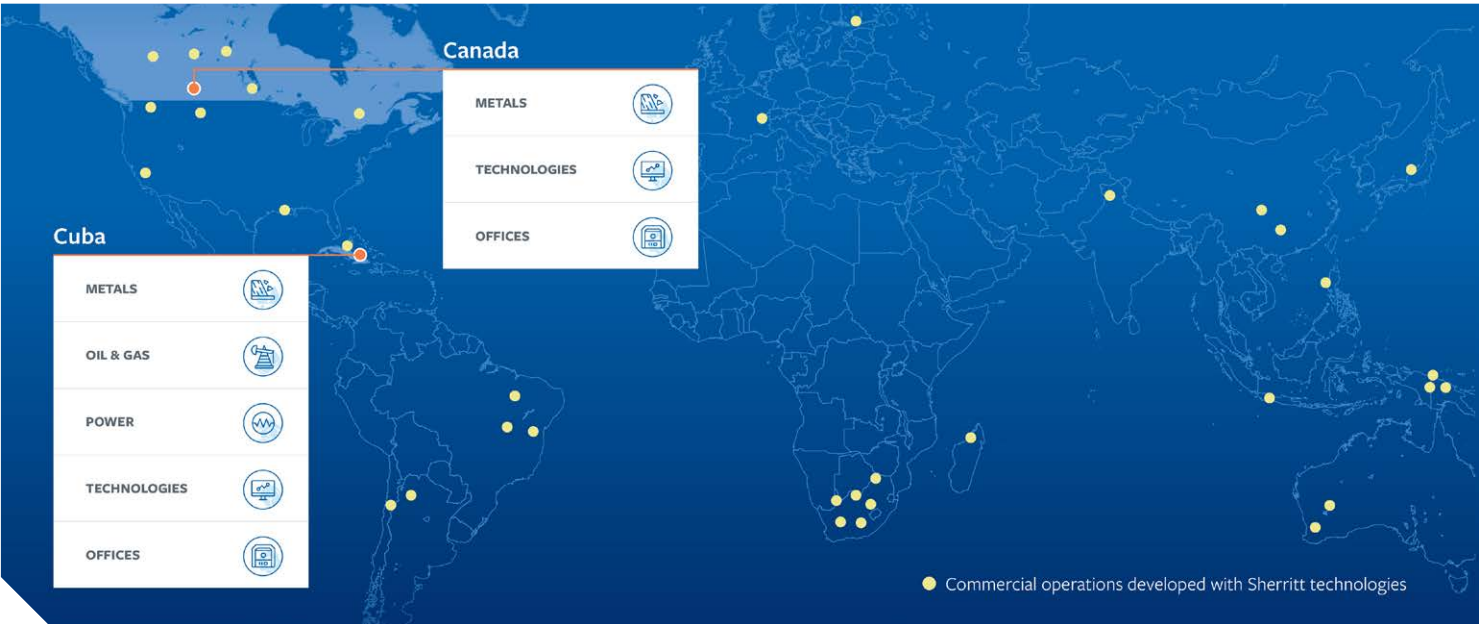 Canada
METALS
TECHNOLOGIES
OFFICES
Cuba
METALS
OIL & GAS
POWER
TECHNOLOGIES
OFFICES
Commercial operations developed with Sherritt technologies